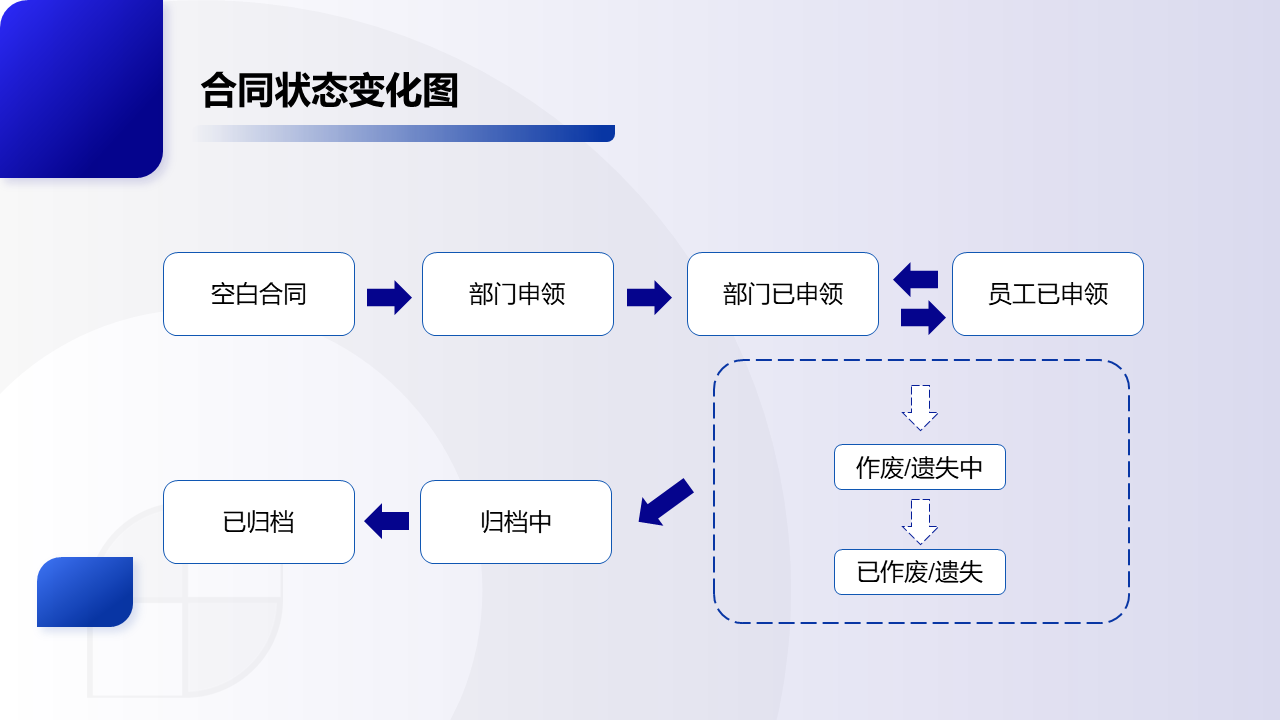 合同状态变化图
空白合同
部门申领
部门已申领
员工已申领
作废/遗失中
已归档
归档中
已作废/遗失